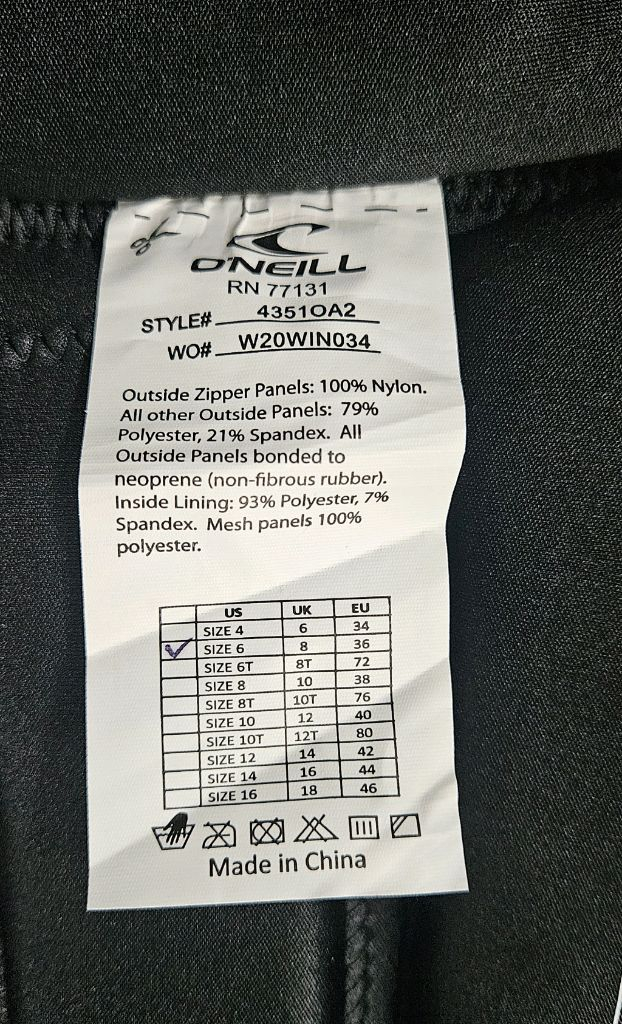 O'NEILL
RN 77131
STYLE# 4351OA2
WO# W20WIN034
Outside Zipper Panels: 100% Nylon.
All other Outside Panels: 79%
Polyester, 21% Spandex. All
Outside Panels bonded to
neoprene (non-fibrous rubber).
Inside Lining: 93% Polyester, 7%
Spandex. Mesh panels 100%
polyester.
US UK EU
SIZE 4 6 34
✓ SIZE 6 8 36
SIZE 6T 8T 72
SIZE 8 10 38
SIZE 8T 10T 76
SIZE 10 12 40
SIZE 10T 12T 80
SIZE 12 14 42
SIZE 14 16 44
SIZE 16 18 46
Made in China